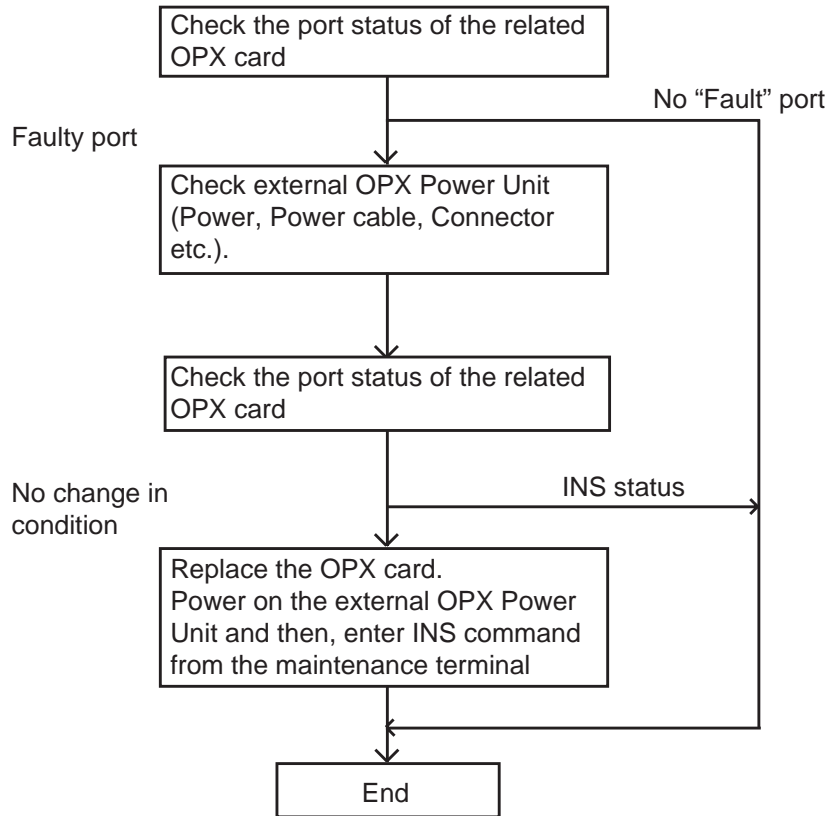 Check the port status of the related
OPX card
No “Fault” port
Faulty port
Check external OPX Power Unit
(Power, Power cable, Connector
etc.).
Check the port status of the related
OPX card
No change in
condition
INS status
Replace the OPX card.
Power on the external OPX Power
Unit and then, enter INS command
from the maintenance terminal
End